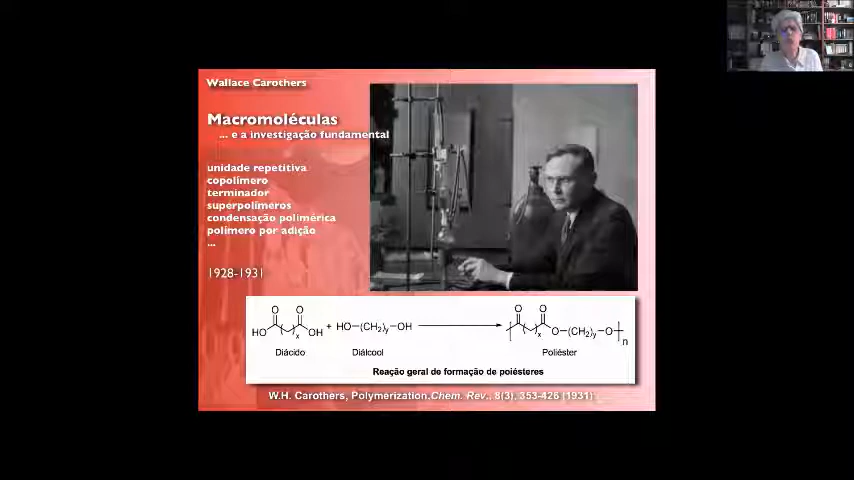 Wallace Carothers
Macromoléculas
... e a investigação fundamental
unidade repetitiva
copolímero
terminador
superpolímeros
condensação polimérica
polímero por adição
...
1928-1931
O O O O
HO ( )x OH + HO—(CH2)y—OH ( )x O—(CH2)y—O n
Diácido Diálcool Poliéster
Reação geral de formação de poiésteres
W.H. Carothers, Polymerization.Chem. Rev., 8(3), 353-426 (1931)